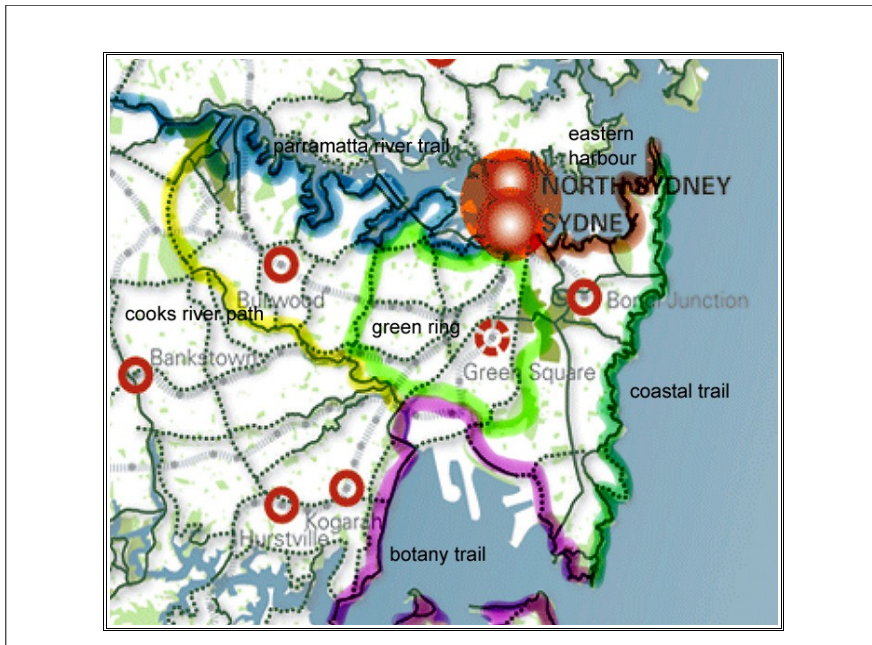 eastern
harbour
parramatta river trail
NORTH SYDNEY
SYDNEY
Burwood
Bondi Junction
cooks river path
green ring
Bankstown
Green Square
coastal trail
Kogarah
Hurstville
botany trail